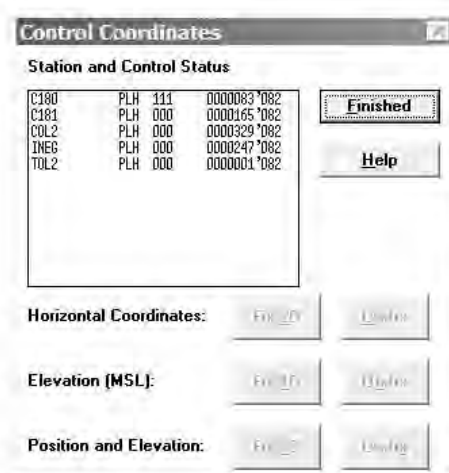 Control Coordinates
Station and Control Status
C180 PLH 111 0000083'082
C181 PLH 000 0000165'082
COL2 PLH 000 0000329'082
INEG PLH 000 0000247'082
TOL2 PLH 000 0000001'082
Finished
Help
Horizontal Coordinates:
Elevation (MSL):
Position and Elevation: